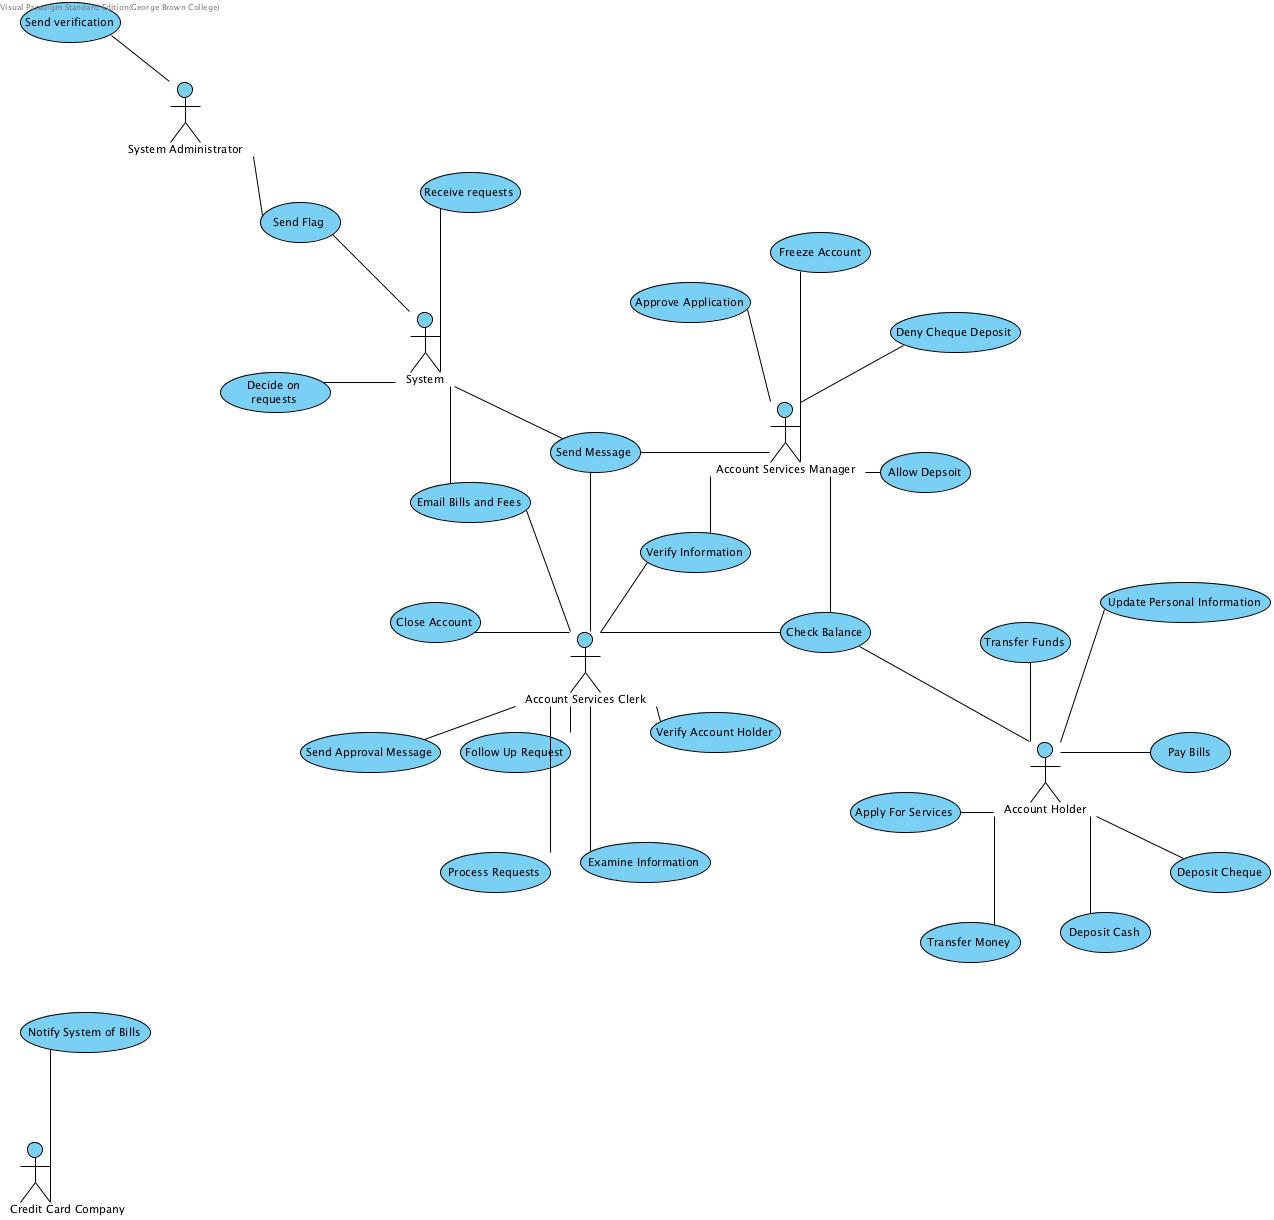 Visual Paradigm Standard Edition(George Brown College)
Send verification
System Administrator
Receive requests
Send Flag
Freeze Account
Approve Application
Deny Cheque Deposit
System
Decide on
requests
Send Message
Account Services Manager
Allow Depsoit
Email Bills and Fees
Verify Information
Close Account
Check Balance
Update Personal Information
Transfer Funds
Account Services Clerk
Verify Account Holder
Send Approval Message
Follow Up Request
Pay Bills
Account Holder
Apply For Services
Process Requests
Examine Information
Deposit Cheque
Transfer Money
Deposit Cash
Notify System of Bills
Credit Card Company